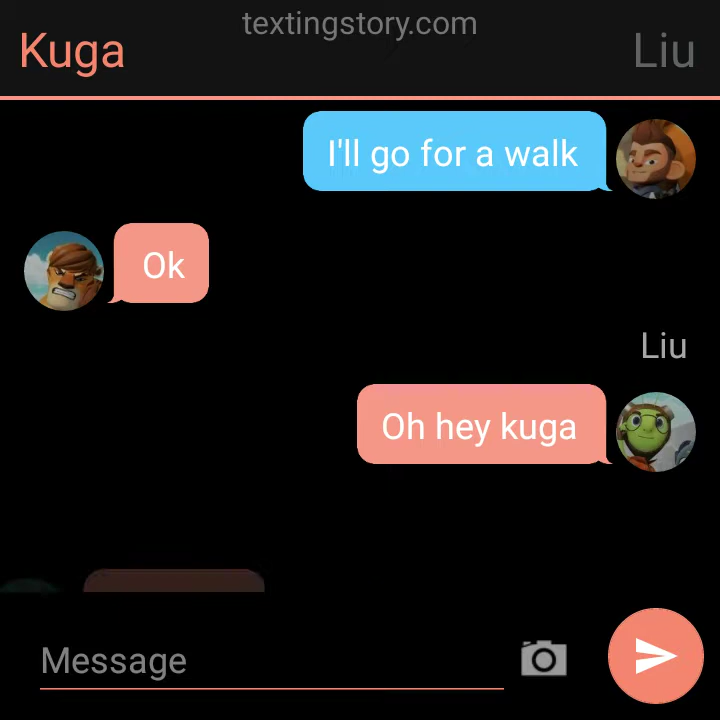 textingstory.com
Kuga
Liu
I'll go for a walk
Ok
Liu
Oh hey kuga
Message